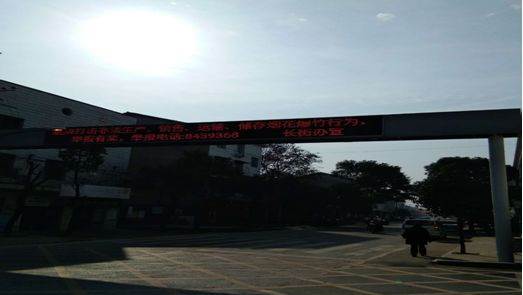 打击非法生产、销售、运输、储存烟花爆竹行为,
举报有奖,举报电话:8459368 长街办宣